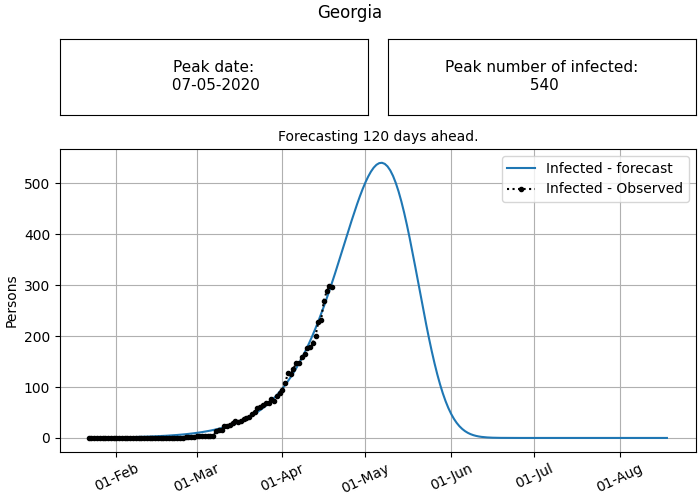 Georgia
Peak date:
07-05-2020
Peak number of infected:
540
Forecasting 120 days ahead.
Infected - forecast
Infected - Observed
Persons
500
400
300
200
100
0
01-Feb
01-Mar
01-Apr
01-May
01-Jun
01-Jul
01-Aug